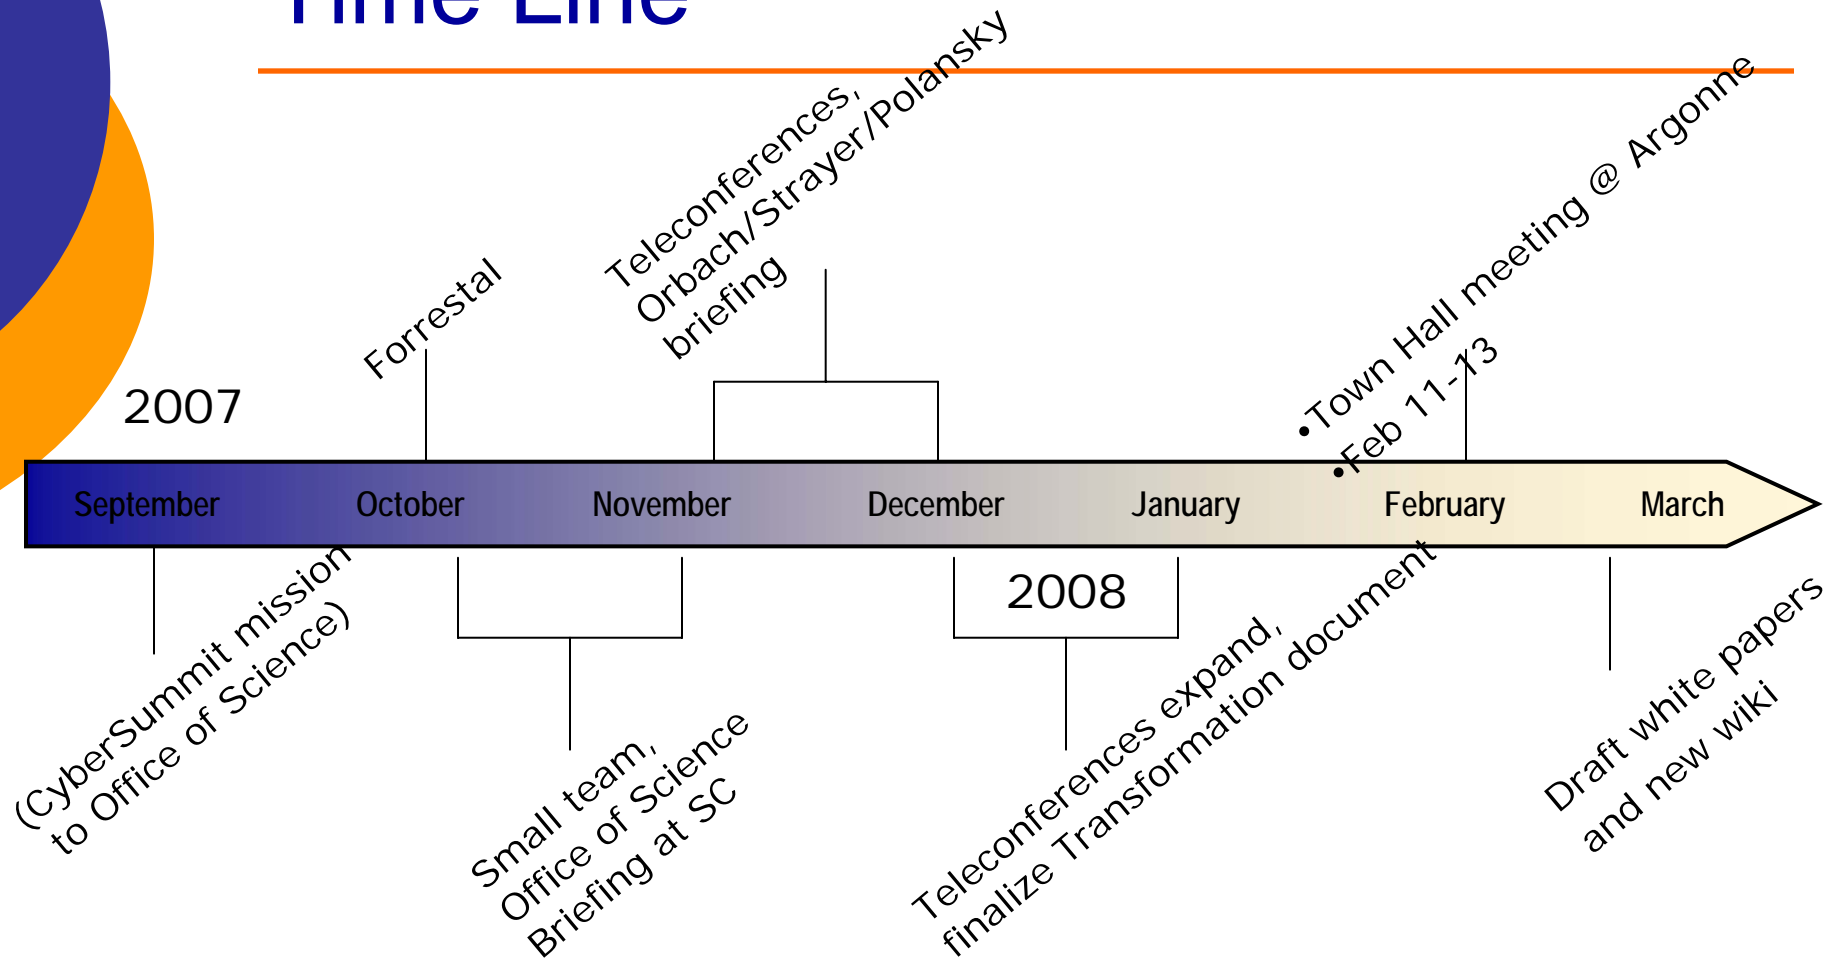 Time Line
Teleconferences,
Orbach/Strayer/Polansky
briefing
•Town Hall meeting @ Argonne
•Feb 11-13
Forrestal
2007
September October November December January February March
2008
(CyberSummit mission
to Office of Science)
Small team,
Office of Science
Briefing at SC
Teleconferences expand,
finalize Transformation document
Draft white papers
and new wiki